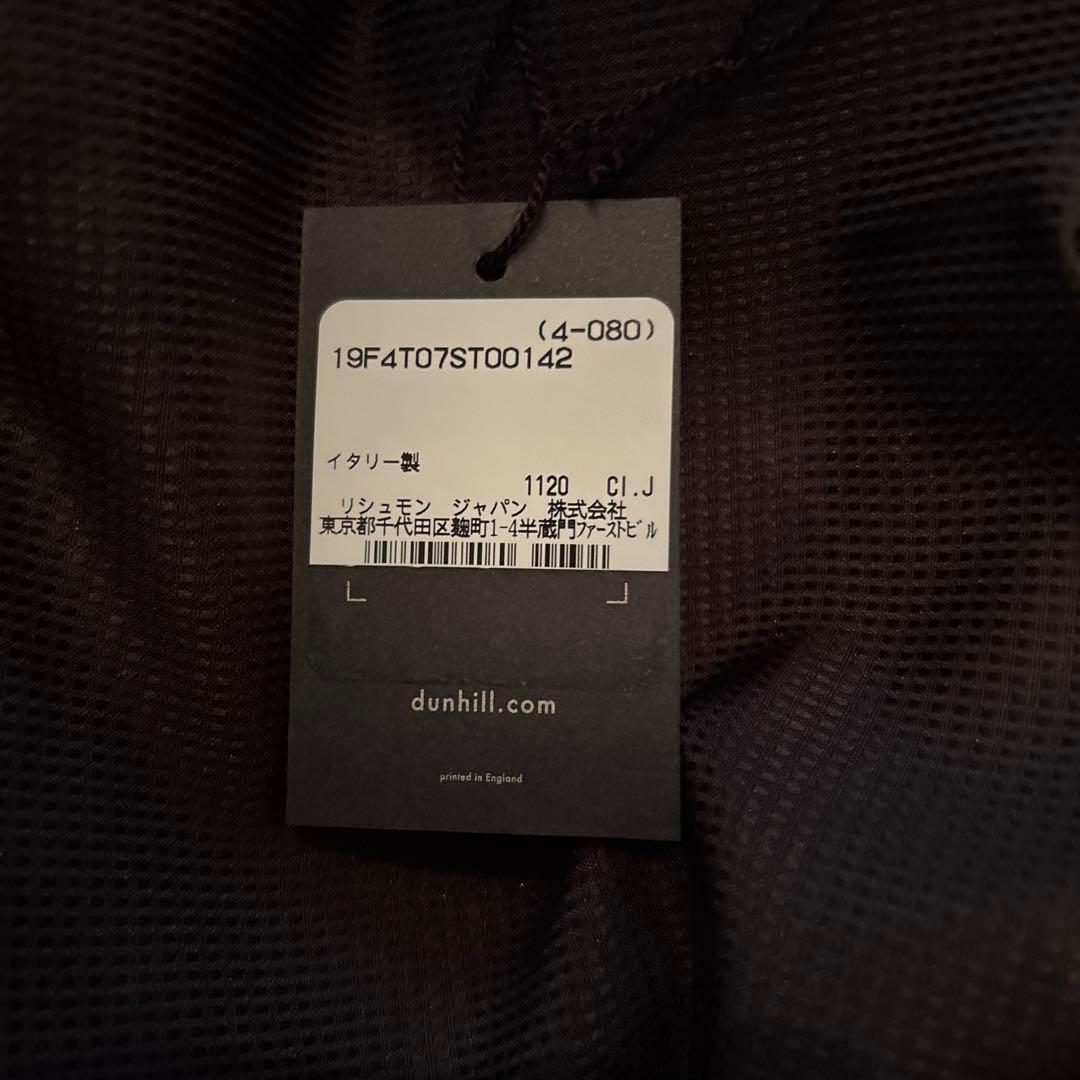 (4-080)
19F4T07ST00142
イタリー製
1120 CI.J
リシュモン ジャパン 株式会社
東京都千代田区麹町1-4半蔵門ファーストビル
dunhill.com
printed in England